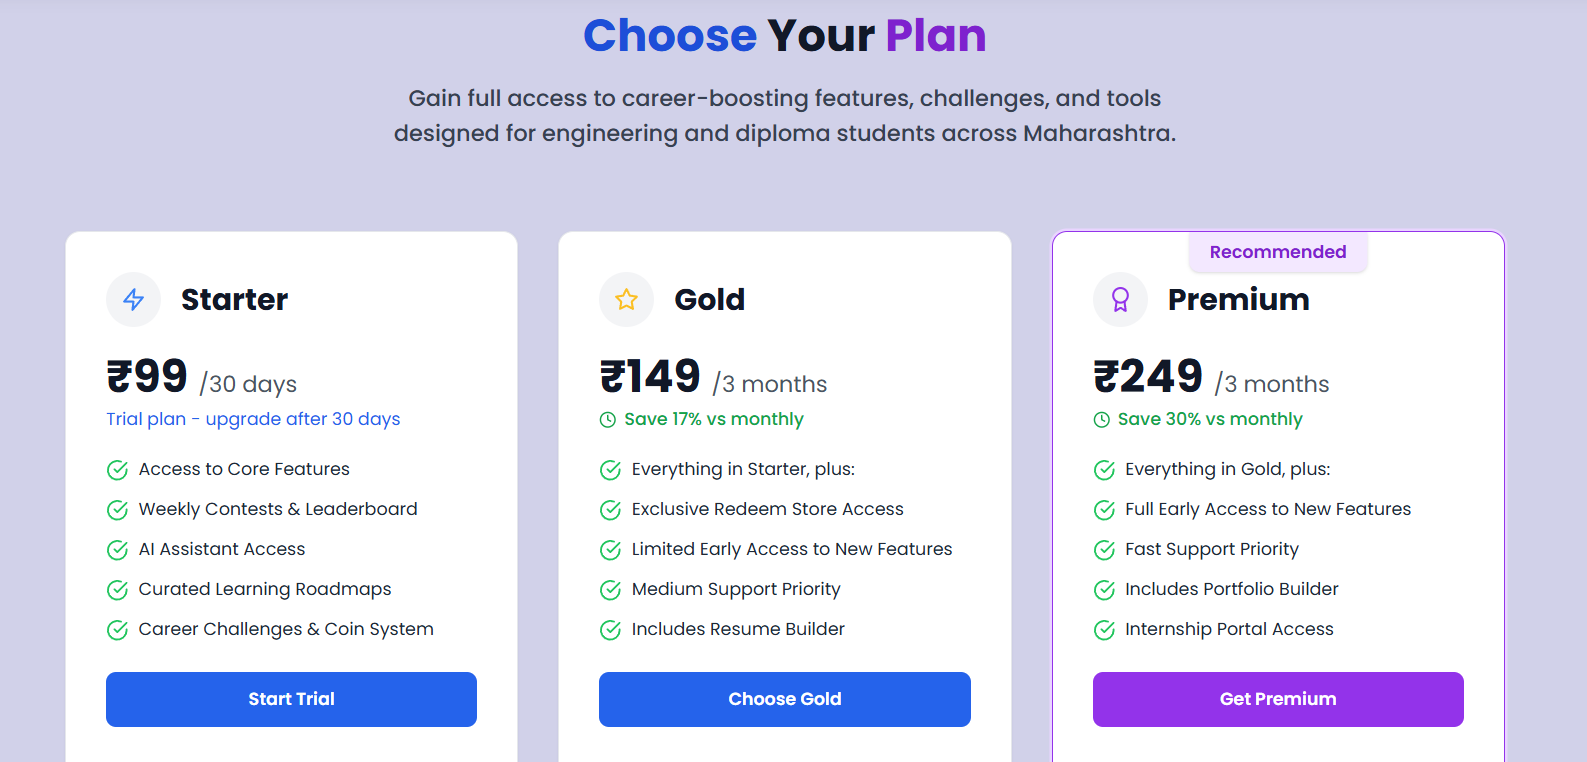 Choose Your Plan
Gain full access to career-boosting features, challenges, and tools
designed for engineering and diploma students across Maharashtra.
Starter
₹99 /30 days
Trial plan - upgrade after 30 days
Access to Core Features
Weekly Contests & Leaderboard
AI Assistant Access
Curated Learning Roadmaps
Career Challenges & Coin System
Start Trial
Gold
₹149 /3 months
Save 17% vs monthly
Everything in Starter, plus:
Exclusive Redeem Store Access
Limited Early Access to New Features
Medium Support Priority
Includes Resume Builder
Choose Gold
Recommended
Premium
₹249 /3 months
Save 30% vs monthly
Everything in Gold, plus:
Full Early Access to New Features
Fast Support Priority
Includes Portfolio Builder
Internship Portal Access
Get Premium